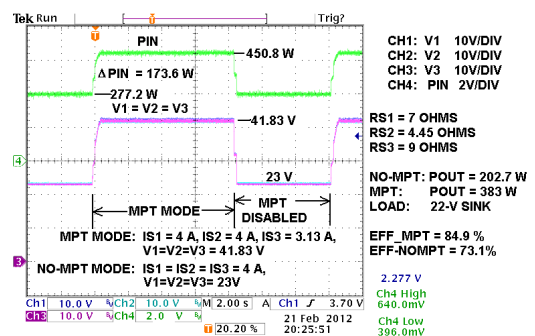 Tek Run Trig?
T
T
PIN
450.8 W
Δ PIN = 173.6 W
277.2 W
V1 = V2 = V3
41.83 V
23 V
4
MPT MODE
MPT DISABLED
MPT MODE: IS1 = 4 A, IS2 = 4 A, IS3 = 3.13 A,
V1=V2=V3 = 41.83 V
3
NO-MPT MODE: IS1 = IS2 = IS3 = 4 A,
V1=V2=V3 = 23V
CH1: V1 10V/DIV
CH2: V2 10V/DIV
CH3: V3 10V/DIV
CH4: PIN 2V/DIV
RS1 = 7 OHMS
RS2 = 4.45 OHMS
RS3 = 9 OHMS
NO-MPT: POUT = 202.7 W
MPT: POUT = 383 W
LOAD: 22-V SINK
EFF_MPT = 84.9 %
EFF-NOMPT = 73.1%
2.277 V
Ch4 High
640.0mV
Ch4 Low
396.0mV
Ch1 10.0 V Ch2 10.0 V M 2.00 s A Ch1 ʃ 3.70 V
Ch3 10.0 V Ch4 2.0 V
T 20.20 %
21 Feb 2012
20:25:51